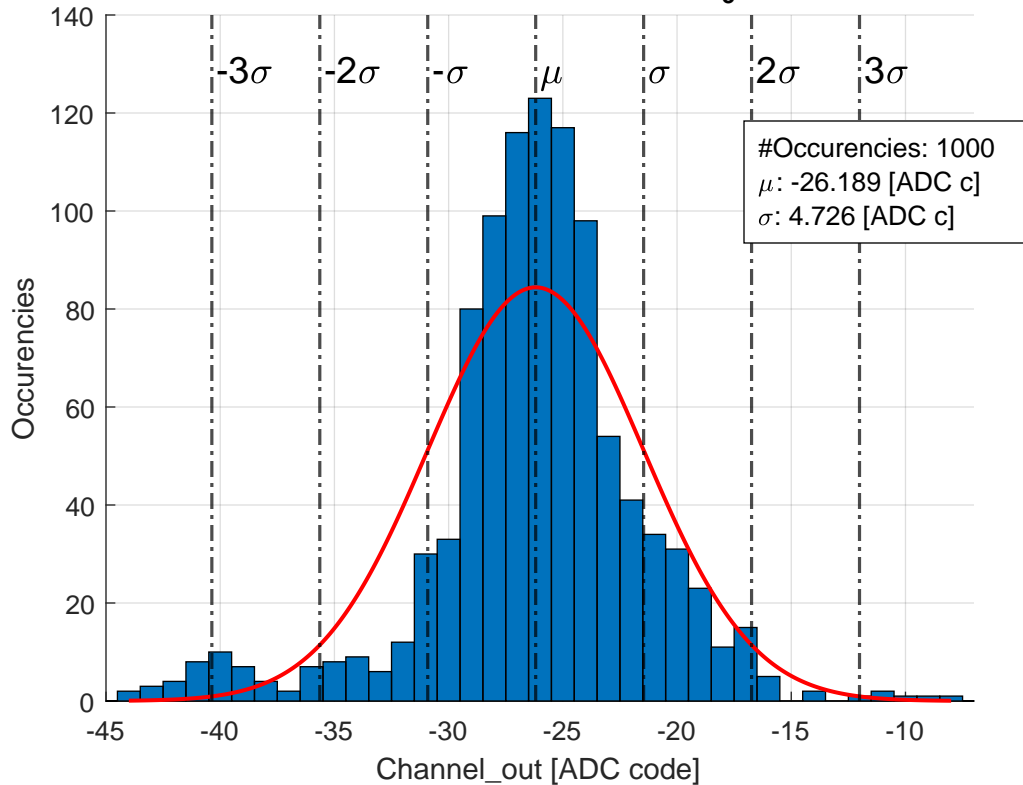 140
120
100
80
60
40
20
0
-45
-40
-35
-30
-25
-20
-15
-10
Occurencies
Channel_out [ADC code]
-3σ
-2σ
-σ
μ
σ
2σ
3σ
#Occurencies: 1000
μ: -26.189 [ADC c]
σ: 4.726 [ADC c]